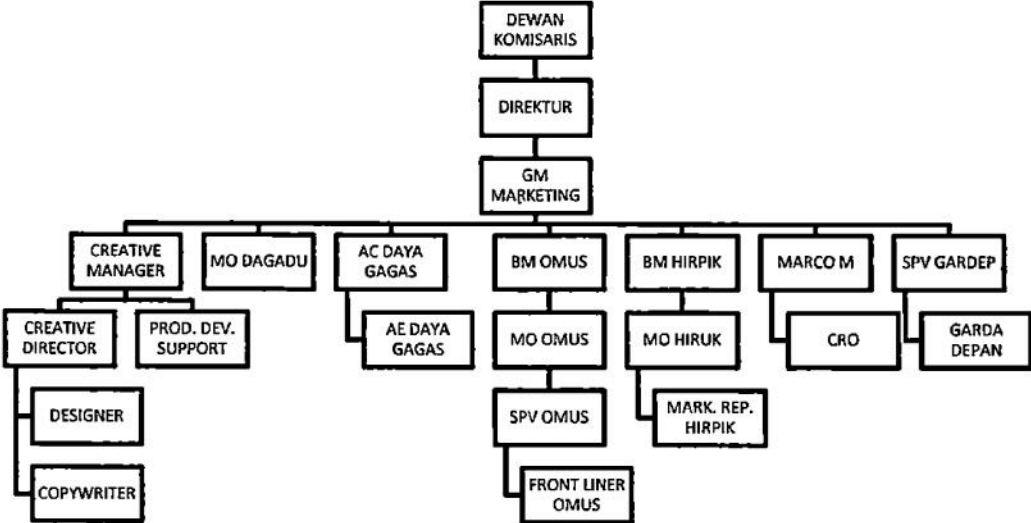 DEWAN
KOMISARIS
DIREKTUR
GM
MARKETING
CREATIVE
MANAGER
MO DAGADU
AC DAYA
GAGAS
BM OMUS
BM HIRPIK
MARCO M
SPV GARDEP
CREATIVE
DIRECTOR
PROD. DEV.
SUPPORT
AE DAYA
GAGAS
MO OMUS
MO HIRUK
CRO
GARDA
DEPAN
DESIGNER
SPV OMUS
MARK. REP.
HIRPIK
COPYWRITER
FRONT LINER
OMUS